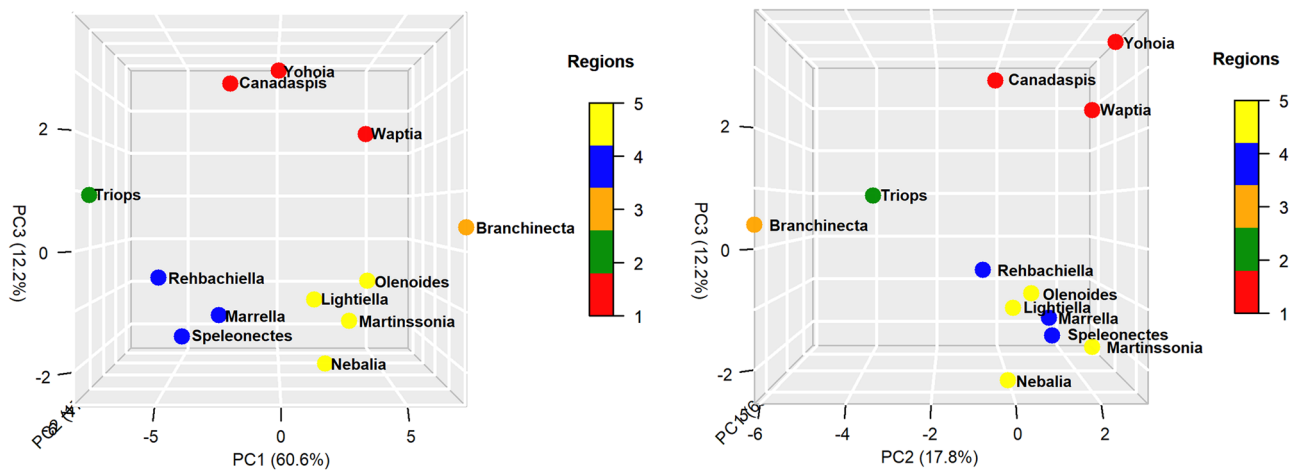 Regions
5
4
3
2
1
Yohoia
Canadaspis
Waptia
Triops
Branchinecta
Rehbachiella
Olenoides
Lightiella
Marrella
Martinssonia
Speleonectes
Nebalia
2
0
-2
PC3 (12.2%)
-5
0
5
PC1 (60.6%)
PC2
Regions
5
4
3
2
1
Yohoia
Canadaspis
Waptia
Triops
Branchinecta
Rehbachiella
Olenoides
Lightiella
Marrella
Speleonectes
Martinssonia
Nebalia
2
0
-2
PC3 (12.2%)
-6
-4
-2
0
2
PC2 (17.8%)